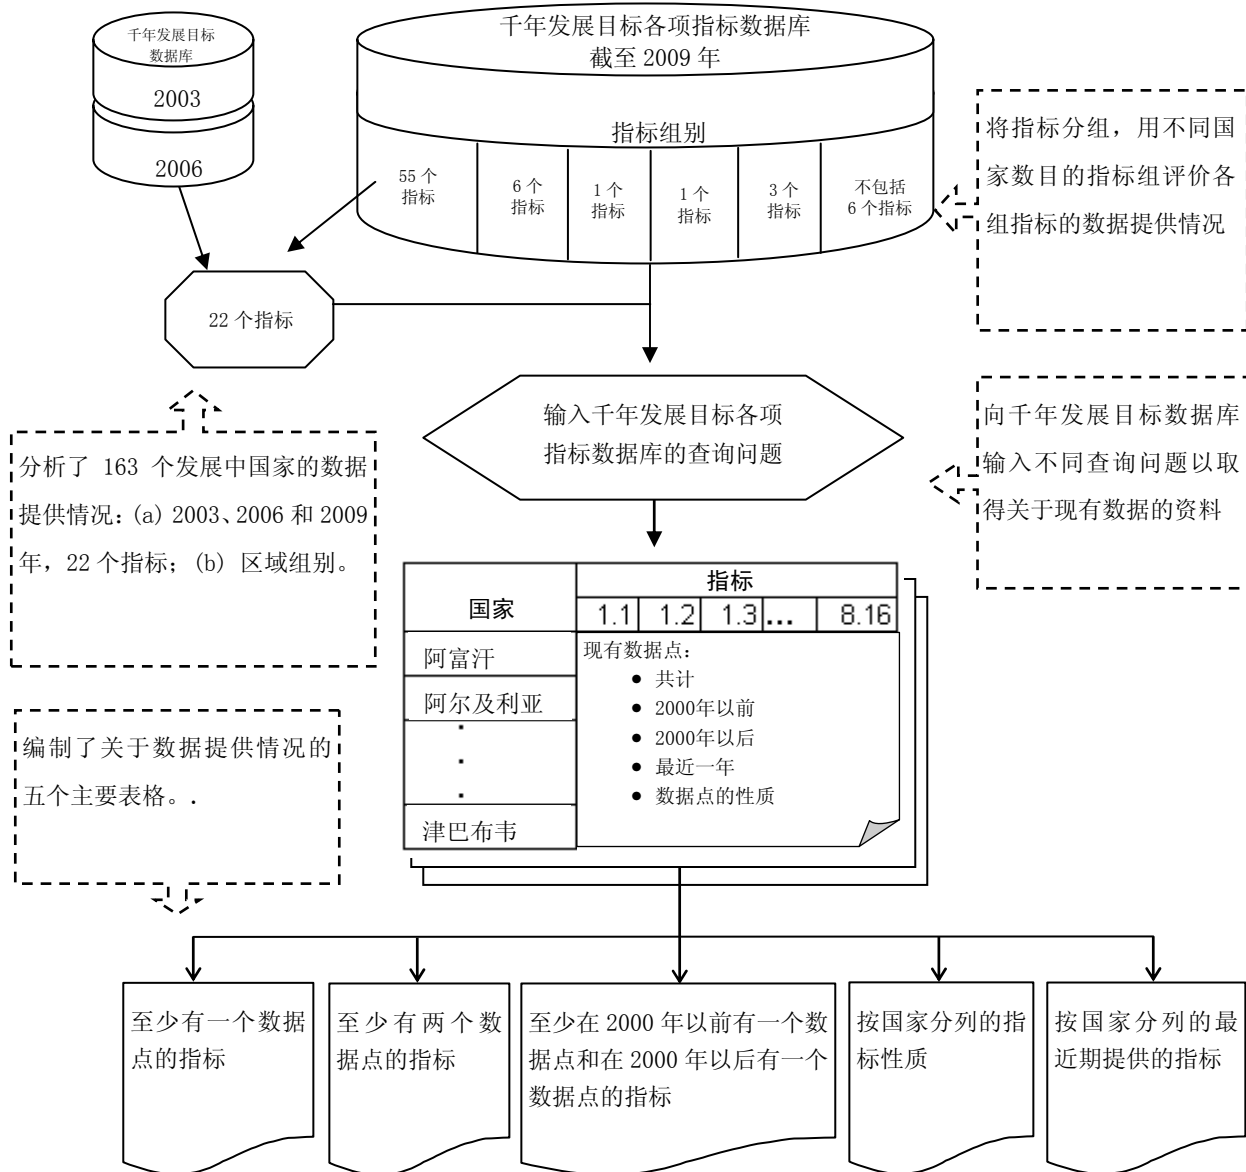 千年发展目标
数据库
2003
2006
千年发展目标各项指标数据库
截至 2009 年
指标组别
55 个
指标
6 个
指标
1 个
指标
1 个
指标
3 个
指标
不包括
6 个指标
将指标分组，用不同国
家数目的指标组评价各
组指标的数据提供情况
22 个指标
输入千年发展目标各项
指标数据库的查询问题
向千年发展目标数据库
输入不同查询问题以取
得关于现有数据的资料
分析了 163 个发展中国家的数据
提供情况：(a) 2003、2006 和 2009
年，22 个指标；(b) 区域组别。
国家
指标
1.1 1.2 1.3 ... 8.16
阿富汗
阿尔及利亚
津巴布韦
现有数据点：
● 共计
● 2000年以前
● 2000年以后
● 最近一年
● 数据点的性质
编制了关于数据提供情况的
五个主要表格。.
至少有一个数据
点的指标
至少有两个数
据点的指标
至少在 2000 年以前有一个数
据点和在 2000 年以后有一个
数据点的指标
按国家分列的指
标性质
按国家分列的最
近期提供的指标